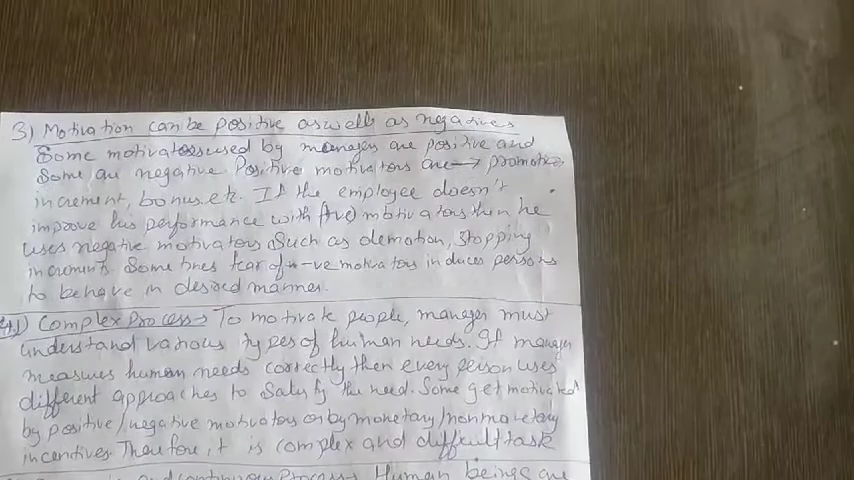 3) Motivation can be positive as well as negatives
Some motivators used by managers are positive and
Some are negative Positive motivators are → promotion
increment, bonus.etc. If the employee doesn't
improve his performance with (+ve) motivators then he
uses negative motivators Such as demotion, Stopping
increments Sometimes fear of -ve motivators induces persons
to behave in desired manner.
4) Complex Process → To motivate people, manager must
understand various types of human needs. If manager
measures human needs correctly then every person uses
different approaches to Satisfy the need. Some get motivated
by positive/negative motivators or by monetary/nonmonetary
incentives. Therefore, it is complex and difficult task
and continuous Process → Human beings are